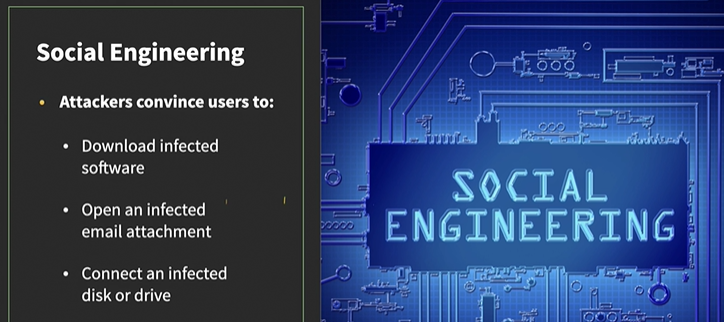 Social Engineering
• Attackers convince users to:
• Download infected
software
• Open an infected
email attachment
• Connect an infected
disk or drive
SOCIAL
ENGINEERING